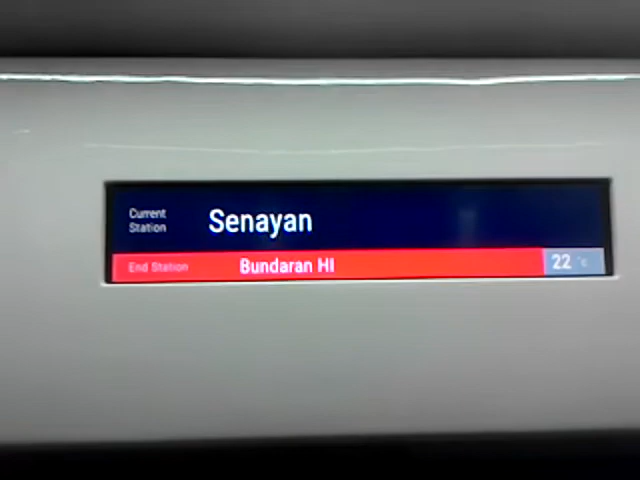 Current
Station
Senayan
End Station
Bundaran HI
22 °C